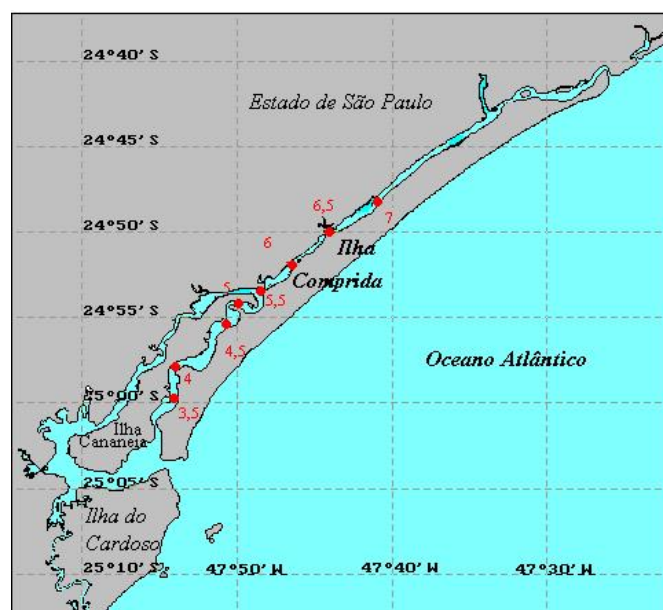 24°40' S
Estado de São Paulo
24°45' S
6,5
7
24°50' S
6
Ilha
Comprida
5
5,5
24°55' S
4,5
Oceano Atlântico
4
25°00' S
3,5
Ilha
Cananeia
25°05' S
Ilha do
Cardoso
25°10' S
47°50' W
47°40' W
47°30' W